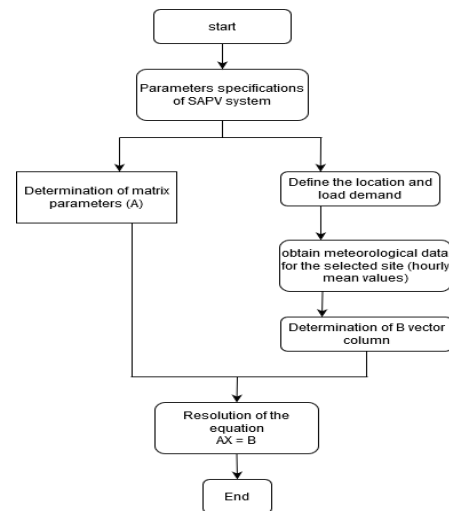 start
Parameters specifications
of SAPV system
Determination of matrix
parameters (A)
Define the location and
load demand
obtain meteorological data
for the selected site (hourly
mean values)
Determination of B vector
column
Resolution of the
equation
AX = B
End